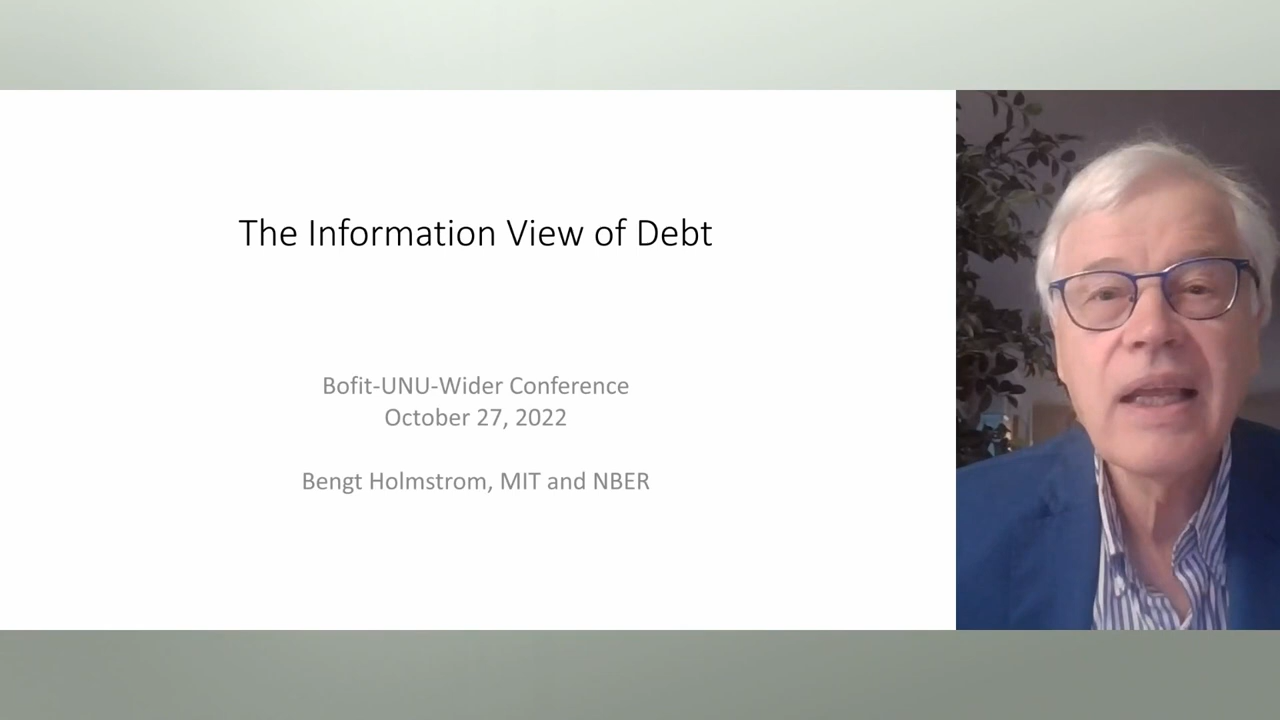 The Information View of Debt
Bofit-UNU-Wider Conference
October 27, 2022
Bengt Holmstrom, MIT and NBER